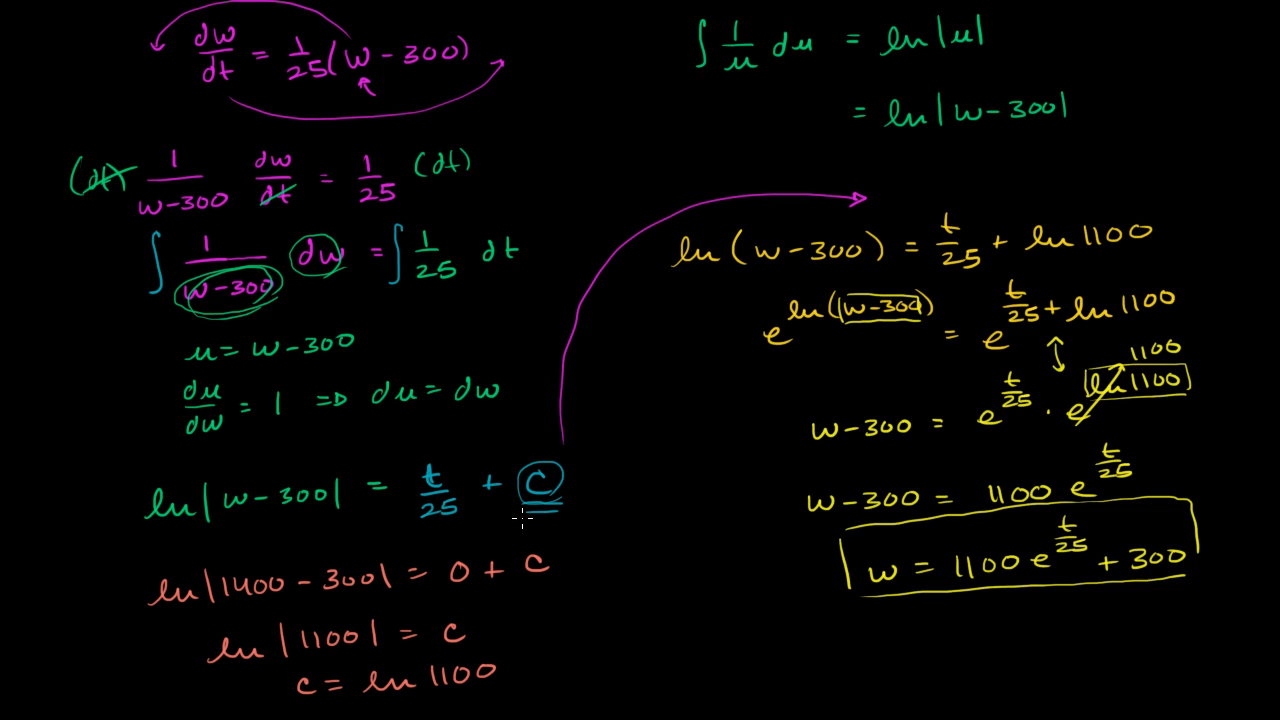 dw/dt = 1/25 (w - 300)
(dt) 1/(w-300) dw/dt = 1/25 (dt)
∫ 1/(w-300) dw = ∫ 1/25 dt
u = w - 300
du/dw = 1 ⇒ du = dw
ln|w - 300| = t/25 + c
ln|1400 - 300| = 0 + c
ln|1100| = c
c = ln 1100
∫ 1/u du = ln|u|
= ln|w - 300|
ln(w - 300) = t/25 + ln 1100
e^(ln(w-300)) = e^(t/25 + ln 1100)
1100
w - 300 = e^(t/25) · e^(ln 1100)
w - 300 = 1100 e^(t/25)
w = 1100 e^(t/25) + 300